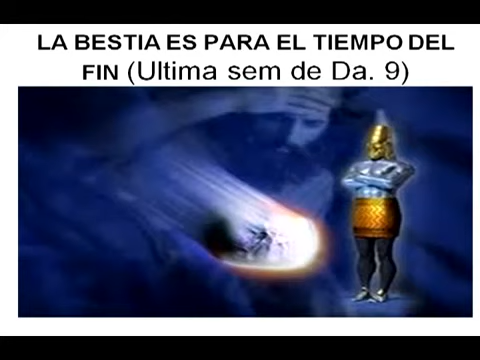 LA BESTIA ES PARA EL TIEMPO DEL
FIN (Ultima sem de Da. 9)